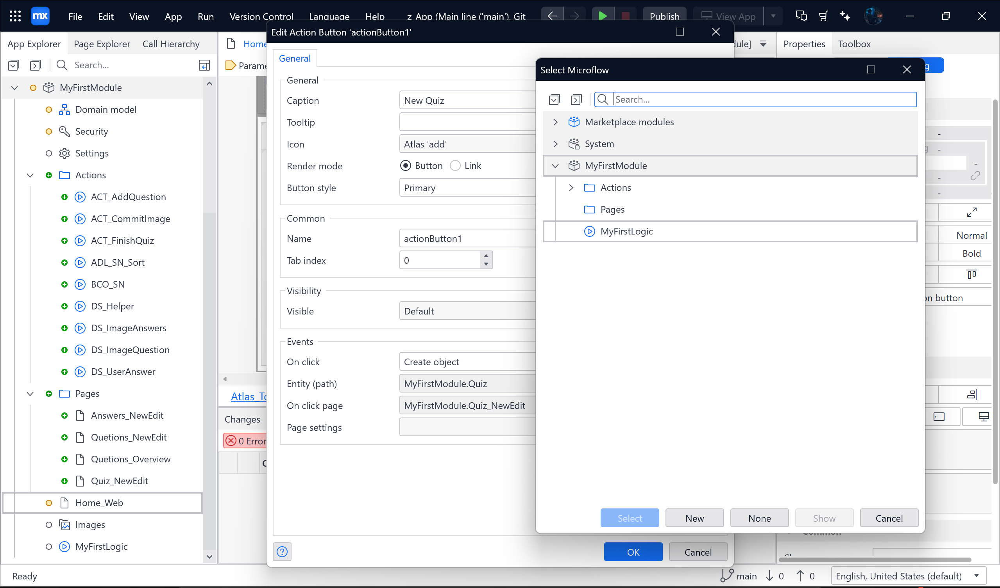 mx File Edit View App Run Version Control Language Help z_App (Main line ('main'), Git Publish View App
App Explorer Page Explorer Call Hierarchy
Search...
MyFirstModule
Domain model
Security
Settings
Actions
ACT_AddQuestion
ACT_CommitImage
ACT_FinishQuiz
ADL_SN_Sort
BCO_SN
DS_Helper
DS_ImageAnswers
DS_ImageQuestion
DS_UserAnswer
Pages
Answers_NewEdit
Quetions_NewEdit
Quetions_Overview
Quiz_NewEdit
Home_Web
Images
MyFirstLogic
Home
Parame
Atlas_To
Changes
0 Error
Edit Action Button 'actionButton1'
General
General
Caption New Quiz
Tooltip
Icon Atlas 'add'
Render mode Button Link
Button style Primary
Common
Name actionButton1
Tab index 0
Visibility
Visible Default
Events
On click Create object
Entity (path) MyFirstModule.Quiz
On click page MyFirstModule.Quiz_NewEdit
Page settings
OK Cancel
Select Microflow
Search...
Marketplace modules
System
MyFirstModule
Actions
Pages
MyFirstLogic
Select New None Show Cancel
dule]
Properties Toolbox
g
-
-
-
-
-
Normal
Bold
on button
Common
Ready
main 0 0 English, United States (default)